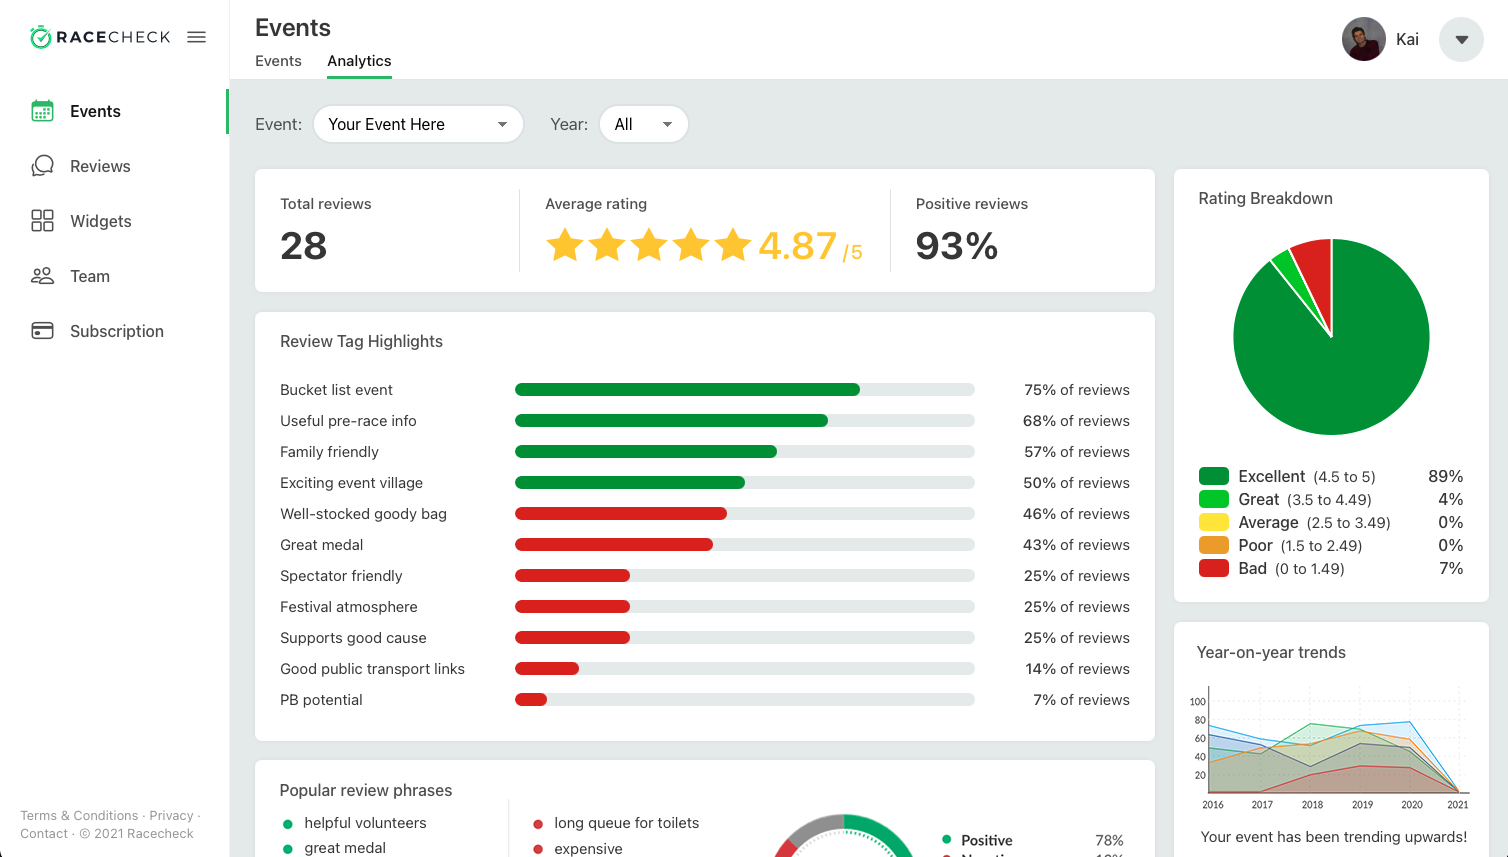 RACECHECK
Events
Reviews
Widgets
Team
Subscription
Terms & Conditions · Privacy ·
Contact · © 2021 Racecheck
Events
Events
Analytics
Kai
Event:
Your Event Here
Year:
All
Total reviews
28
Average rating
4.87 /5
Positive reviews
93%
Review Tag Highlights
Bucket list event 75% of reviews
Useful pre-race info 68% of reviews
Family friendly 57% of reviews
Exciting event village 50% of reviews
Well-stocked goody bag 46% of reviews
Great medal 43% of reviews
Spectator friendly 25% of reviews
Festival atmosphere 25% of reviews
Supports good cause 25% of reviews
Good public transport links 14% of reviews
PB potential 7% of reviews
Popular review phrases
helpful volunteers
great medal
long queue for toilets
expensive
Positive 78%
Rating Breakdown
Excellent (4.5 to 5) 89%
Great (3.5 to 4.49) 4%
Average (2.5 to 3.49) 0%
Poor (1.5 to 2.49) 0%
Bad (0 to 1.49) 7%
Year-on-year trends
100
80
60
40
20
2016 2017 2018 2019 2020 2021
Your event has been trending upwards!